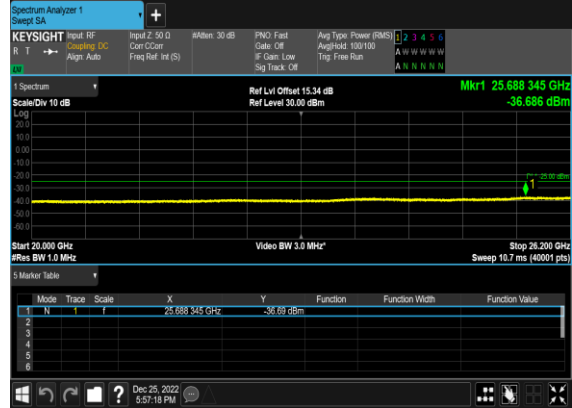 Spectrum Analyzer 1
Swept SA
+
KEYSIGHT Input: RF Input Z: 50 Ω #Atten: 30 dB PNO: Fast Avg Type: Power (RMS) 1 2 3 4 5 6
R T Coupling: DC Corr CCorr Gate: Off Avg|Hold: 100/100 A W W W W W
Align: Auto Freq Ref: Int (S) IF Gain: Low Trig: Free Run
Sig Track: Off A N N N N N
1 Spectrum Ref Lvl Offset 15.34 dB Mkr1 25.688 345 GHz
Scale/Div 10 dB Ref Level 30.00 dBm -36.686 dBm
Log
20.0
10.0
0.00
-10.0
-20.0
-25.00 dBm
1
-30.0
-40.0
-50.0
-60.0
Start 20.000 GHz Video BW 3.0 MHz* Stop 26.200 GHz
#Res BW 1.0 MHz Sweep 10.7 ms (40001 pts)
5 Marker Table
Mode Trace Scale X Y Function Function Width Function Value
1 N 1 f 25.688 345 GHz -36.69 dBm
2
3
4
5
6
? Dec 25, 2022
5:57:18 PM